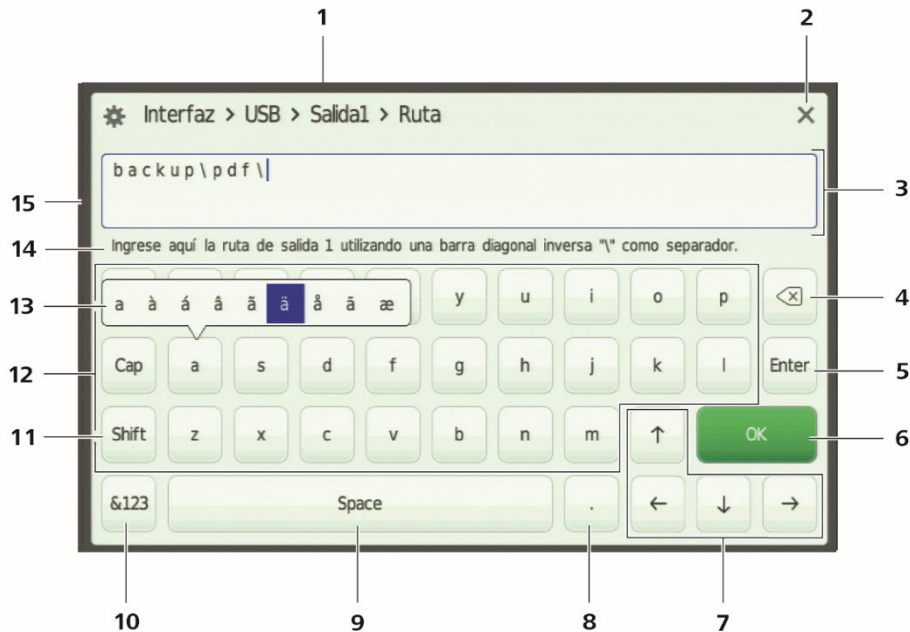 1
2
Interfaz > USB > Salida1 > Ruta
backup\pdf\
3
15
14
Ingrese aquí la ruta de salida 1 utilizando una barra diagonal inversa "\" como separador.
13
a à á â ã ä å ā æ
y u i o p
4
12
Cap a s d f g h j k l Enter
5
11
Shift z x c v b n m ↑ OK
6
&123 Space . ← ↓ →
10
9
8
7